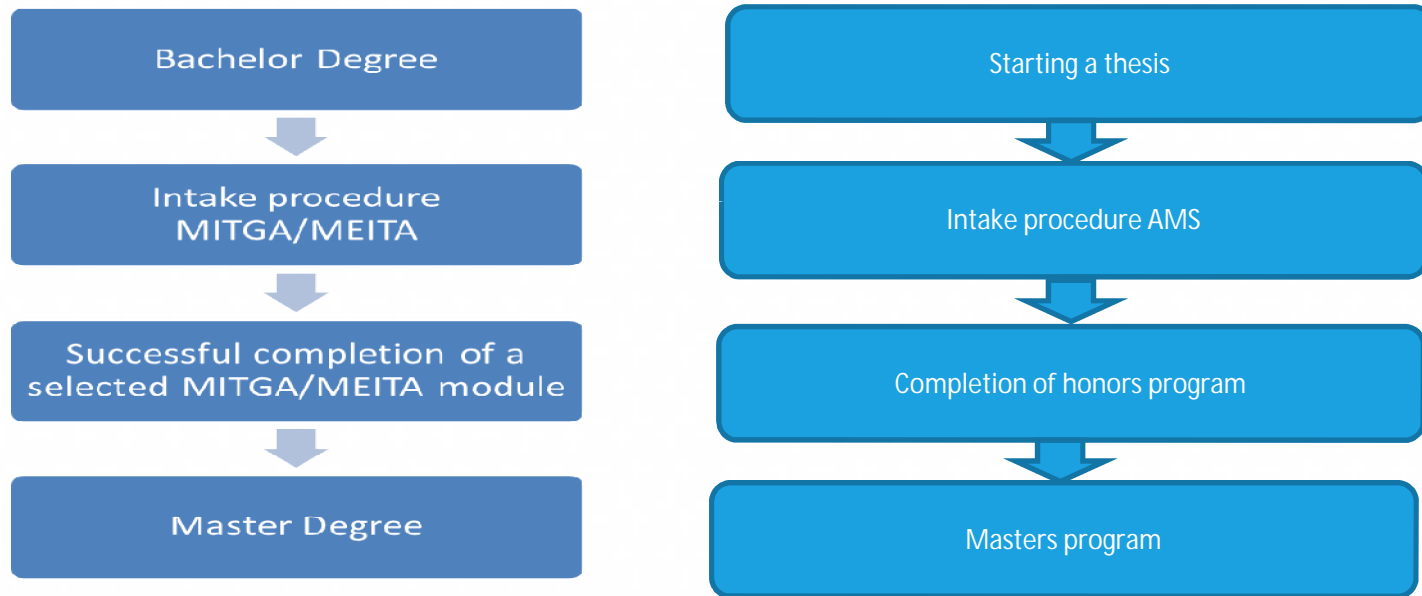 Bachelor Degree
Intake procedure
MITGA/MEITA
Successful completion of a
selected MITGA/MEITA module
Master Degree
Starting a thesis
Intake procedure AMS
Completion of honors program
Masters program